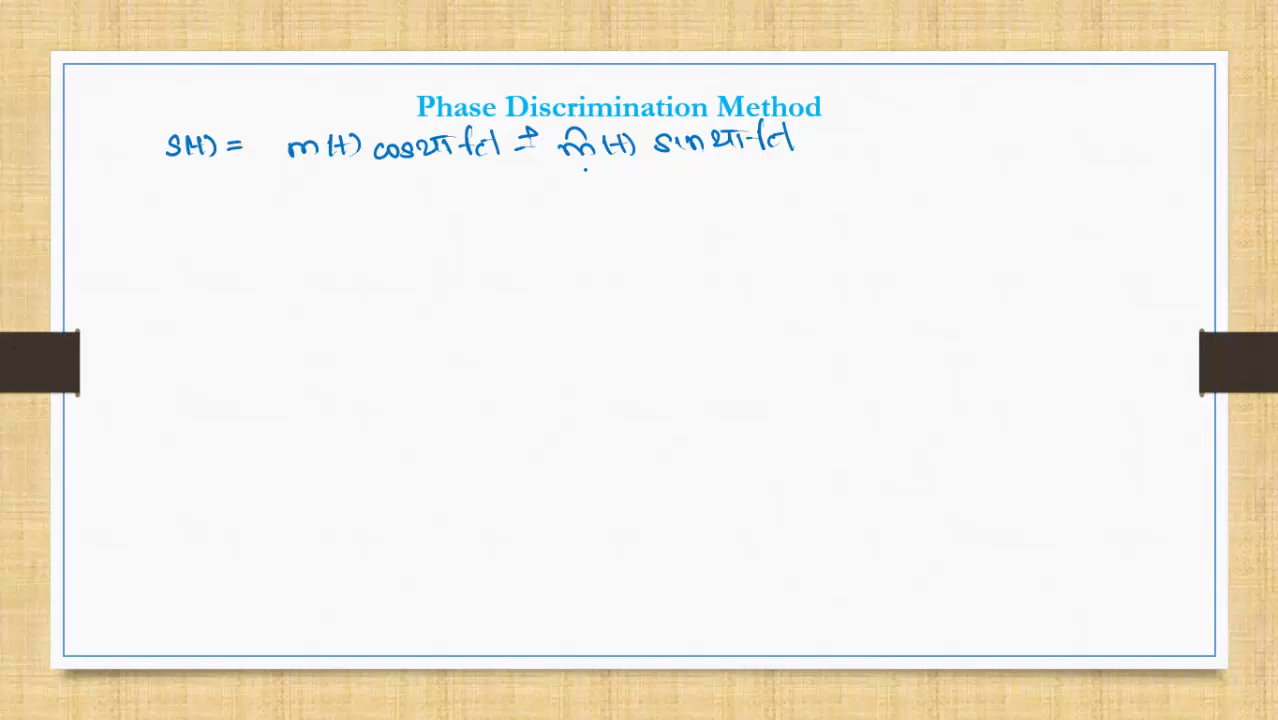 Phase Discrimination Method
s(t) = m(t) cos2πfct ± m̂(t) sin2πfct